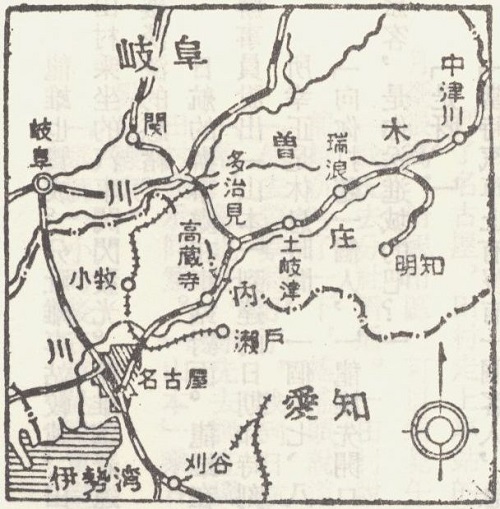 岐阜
中津川
岐阜
関
曽
木
瑞浪
川
多治見
庄
土岐津
高蔵寺
明知
小牧
内
瀬戸
川
名古屋
愛知
伊勢湾
刈谷